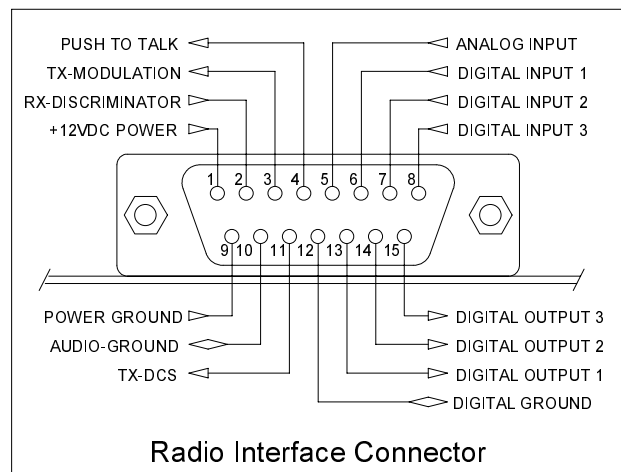 PUSH TO TALK
ANALOG INPUT
TX-MODULATION
DIGITAL INPUT 1
RX-DISCRIMINATOR
DIGITAL INPUT 2
+12VDC POWER
DIGITAL INPUT 3
1 2 3 4 5 6 7 8
9 10 11 12 13 14 15
POWER GROUND
DIGITAL OUTPUT 3
AUDIO-GROUND
DIGITAL OUTPUT 2
TX-DCS
DIGITAL OUTPUT 1
DIGITAL GROUND
Radio Interface Connector